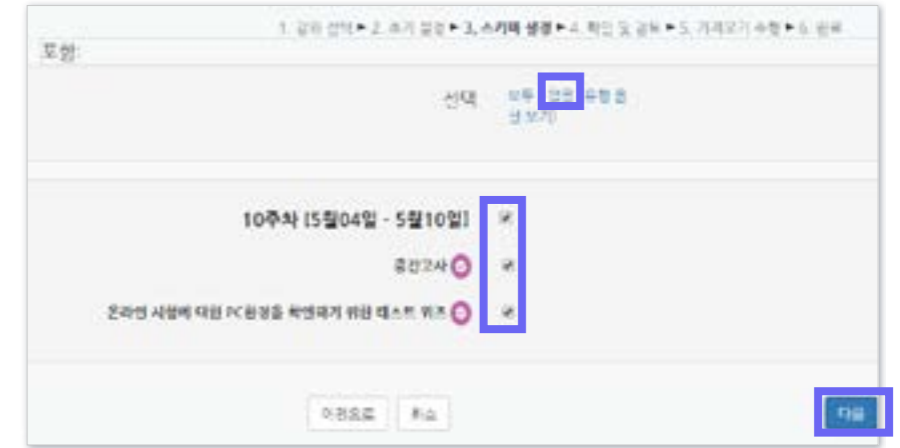 1. 강좌 선택 ▶ 2. 초기 설정 ▶ 3. 스키마 설정 ▶ 4. 확인 및 검토 ▶ 5. 가져오기 수행 ▶ 6. 완료
포함:
선택 모두 없음 유형
10주차 [5월04일 - 5월10일]
중간고사
온라인 시험에 대한 PC환경을 확인하기 위한 테스트 퀴즈
이전으로 취소 다음